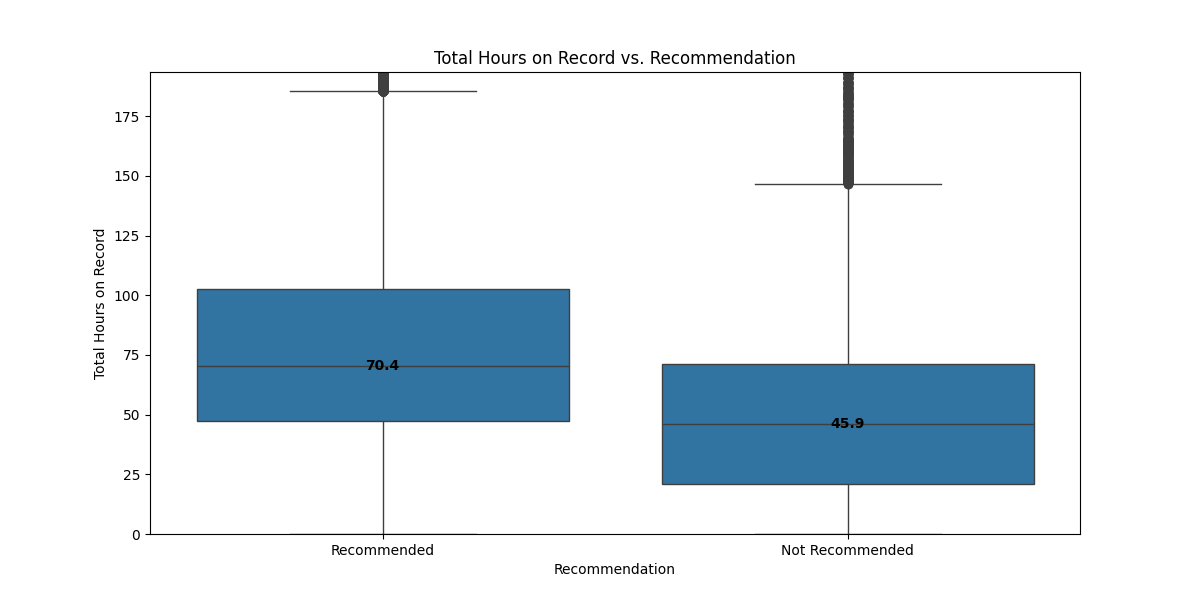 Total Hours on Record vs. Recommendation
Total Hours on Record
175
150
125
100
75
50
25
0
70.4
45.9
Recommended
Not Recommended
Recommendation